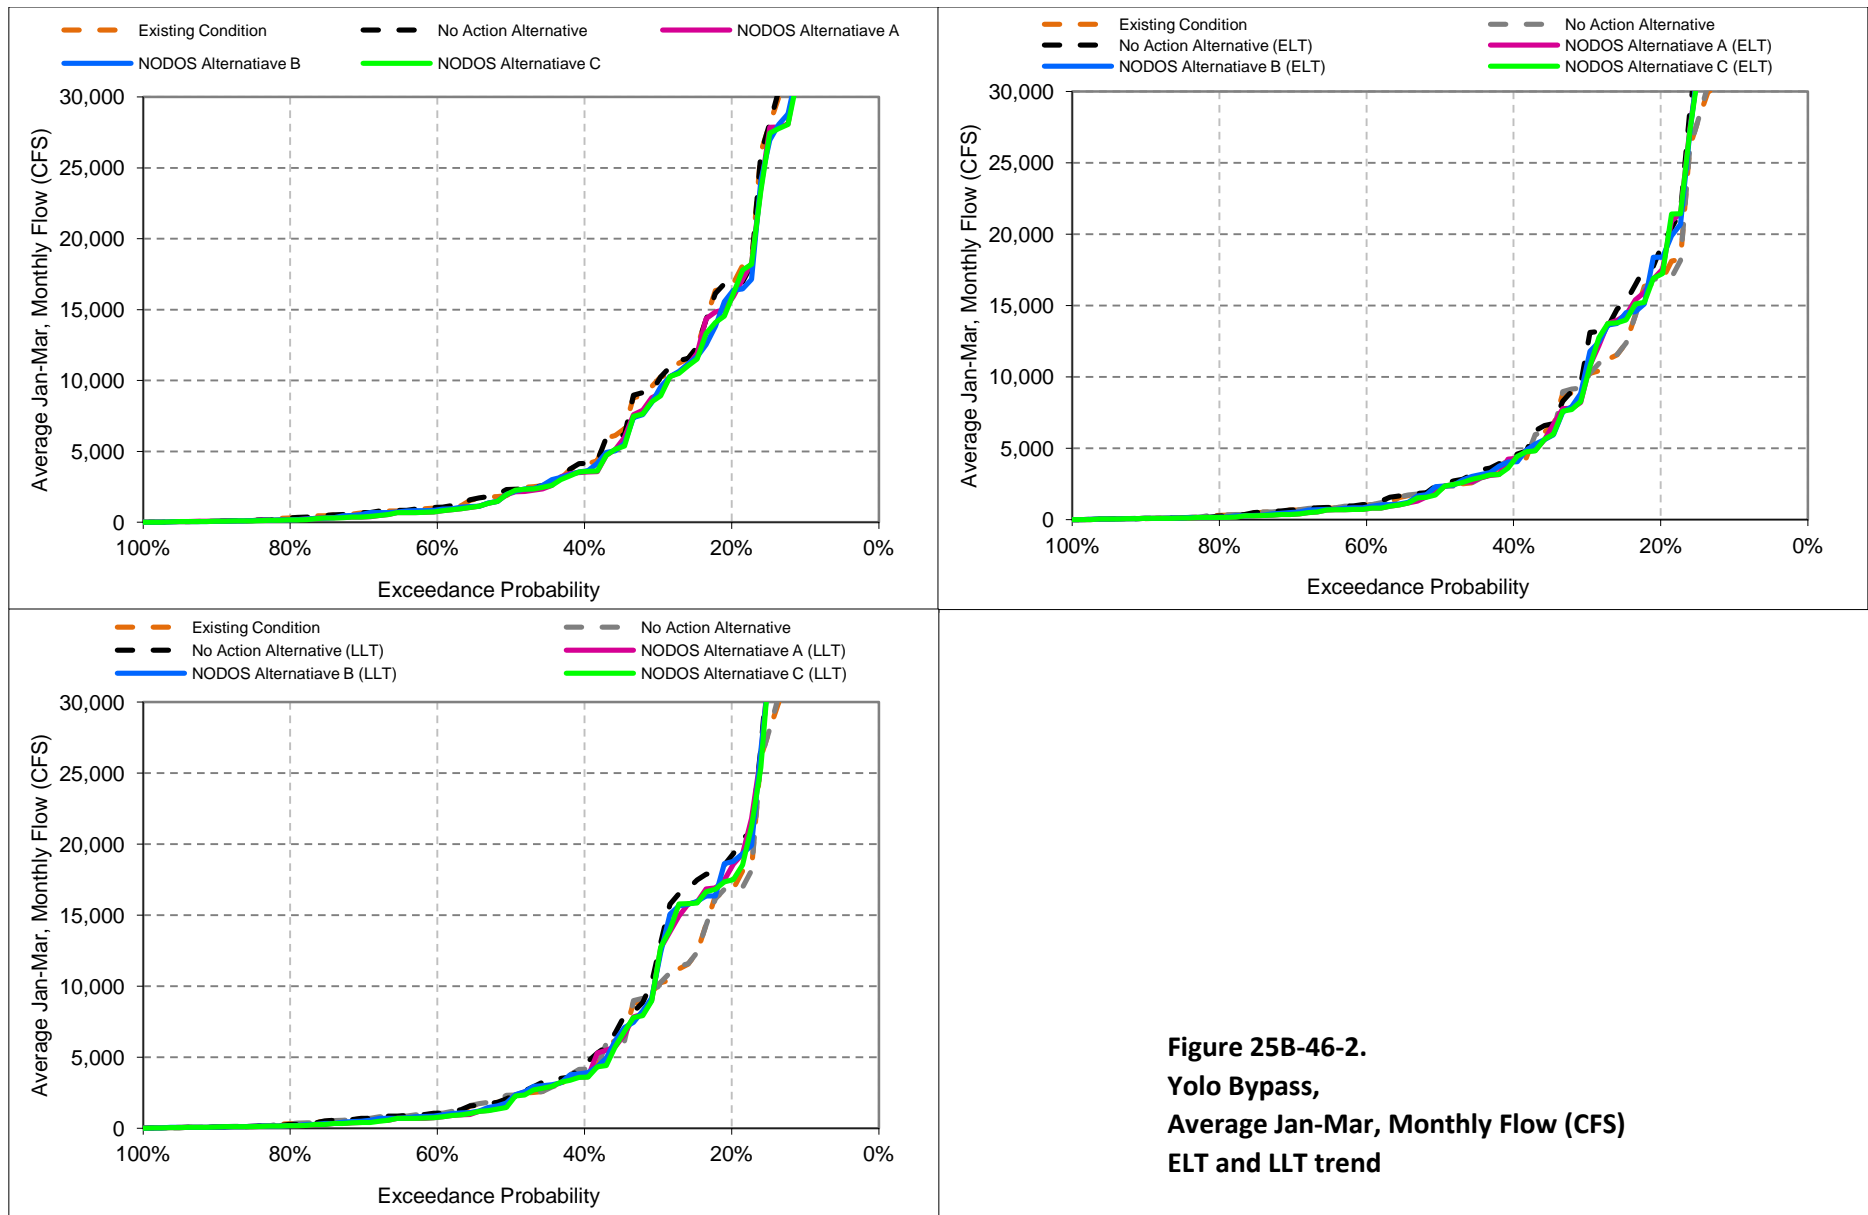 Existing Condition No Action Alternative NODOS Alternatiave A
NODOS Alternatiave B NODOS Alternatiave C
30,000
25,000
20,000
15,000
10,000
5,000
0
Average Jan-Mar, Monthly Flow (CFS)
100% 80% 60% 40% 20% 0%
Exceedance Probability
Existing Condition No Action Alternative
No Action Alternative (ELT) NODOS Alternatiave A (ELT)
NODOS Alternatiave B (ELT) NODOS Alternatiave C (ELT)
30,000
25,000
20,000
15,000
10,000
5,000
0
Average Jan-Mar, Monthly Flow (CFS)
100% 80% 60% 40% 20% 0%
Exceedance Probability
Existing Condition No Action Alternative
No Action Alternative (LLT) NODOS Alternatiave A (LLT)
NODOS Alternatiave B (LLT) NODOS Alternatiave C (LLT)
30,000
25,000
20,000
15,000
10,000
5,000
0
Average Jan-Mar, Monthly Flow (CFS)
100% 80% 60% 40% 20% 0%
Exceedance Probability
Figure 25B-46-2.
Yolo Bypass,
Average Jan-Mar, Monthly Flow (CFS)
ELT and LLT trend